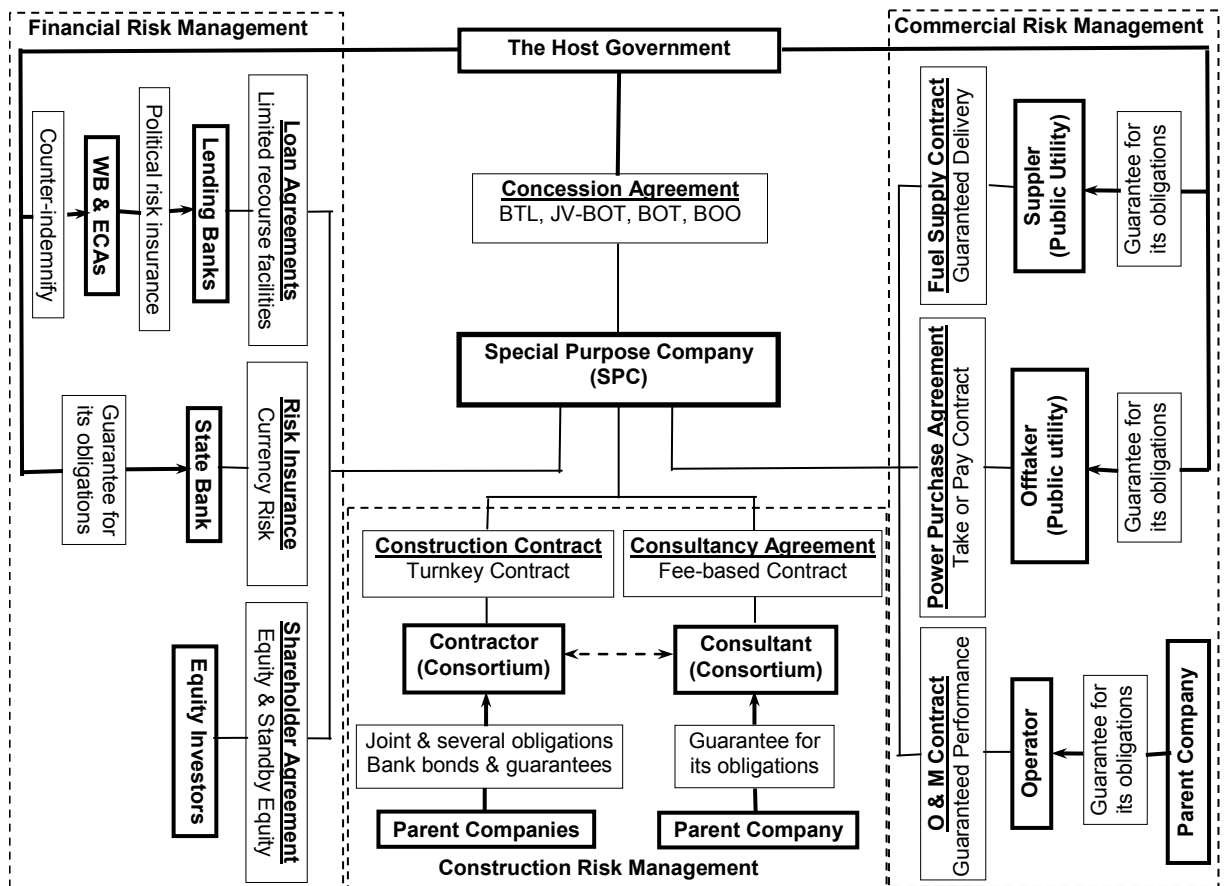 Financial Risk Management
The Host Government
Commercial Risk Management
Counter-indemnify
WB & ECAs
Political risk insurance
Lending Banks
Loan Agreements
Limited recourse facilities
Guarantee for
its obligations
State Bank
Risk Insurance
Currency Risk
Equity Investors
Shareholder Agreement
Equity & Standby Equity
Concession Agreement
BTL, JV-BOT, BOT, BOO
Special Purpose Company
(SPC)
Construction Contract
Turnkey Contract
Consultancy Agreement
Fee-based Contract
Contractor
(Consortium)
Consultant
(Consortium)
Joint & several obligations
Bank bonds & guarantees
Guarantee for
its obligations
Parent Companies
Parent Company
Construction Risk Management
Fuel Supply Contract
Guaranteed Delivery
Suppler
(Public Utility)
Guarantee for
its obligations
Power Purchase Agreement
Take or Pay Contract
Offtaker
(Public utility)
Guarantee for
its obligations
O & M Contract
Guaranteed Performance
Operator
Guarantee for
its obligations
Parent Company